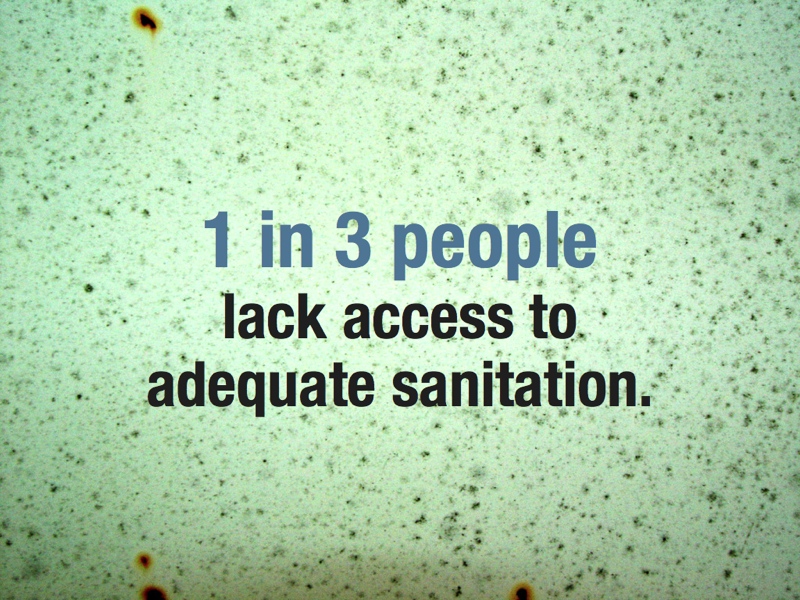 1 in 3 people
lack access to
adequate sanitation.